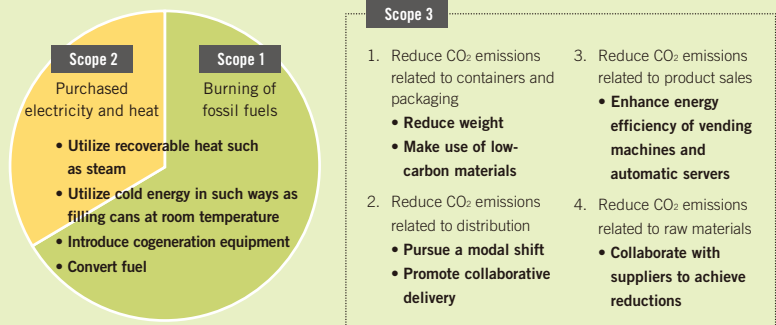 Scope 2
Purchased
electricity and heat
Scope 1
Burning of
fossil fuels
• Utilize recoverable heat such
as steam
• Utilize cold energy in such ways as
filling cans at room temperature
• Introduce cogeneration equipment
• Convert fuel
Scope 3
1. Reduce CO₂ emissions
related to containers and
packaging
• Reduce weight
• Make use of low-
carbon materials
2. Reduce CO₂ emissions
related to distribution
• Pursue a modal shift
• Promote collaborative
delivery
3. Reduce CO₂ emissions
related to product sales
• Enhance energy
efficiency of vending
machines and
automatic servers
4. Reduce CO₂ emissions
related to raw materials
• Collaborate with
suppliers to achieve
reductions